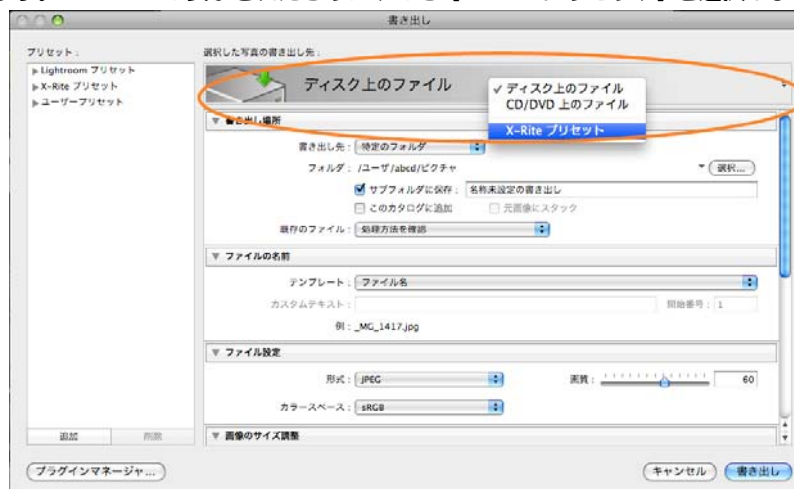 書き出し
プリセット：
▶ Lightroom プリセット
▶ X-Rite プリセット
▶ ユーザープリセット
選択した写真の書き出し先：
ディスク上のファイル
✓ ディスク上のファイル
CD/DVD 上のファイル
X-Rite プリセット
▼ 書き出し場所
書き出し先： 特定のフォルダ
フォルダ： /ユーザ/abcd/ピクチャ
選択...
サブフォルダに保存： 名称未設定の書き出し
このカタログに追加 元画像にスタック
既存のファイル： 処理方法を確認
▼ ファイルの名前
テンプレート： ファイル名
カスタムテキスト： 開始番号： 1
例： _MG_1417.jpg
▼ ファイル設定
形式： JPEG 画質： 60
カラースペース： sRGB
▼ 画像のサイズ調整
追加 削除
プラグインマネージャ...
キャンセル 書き出し